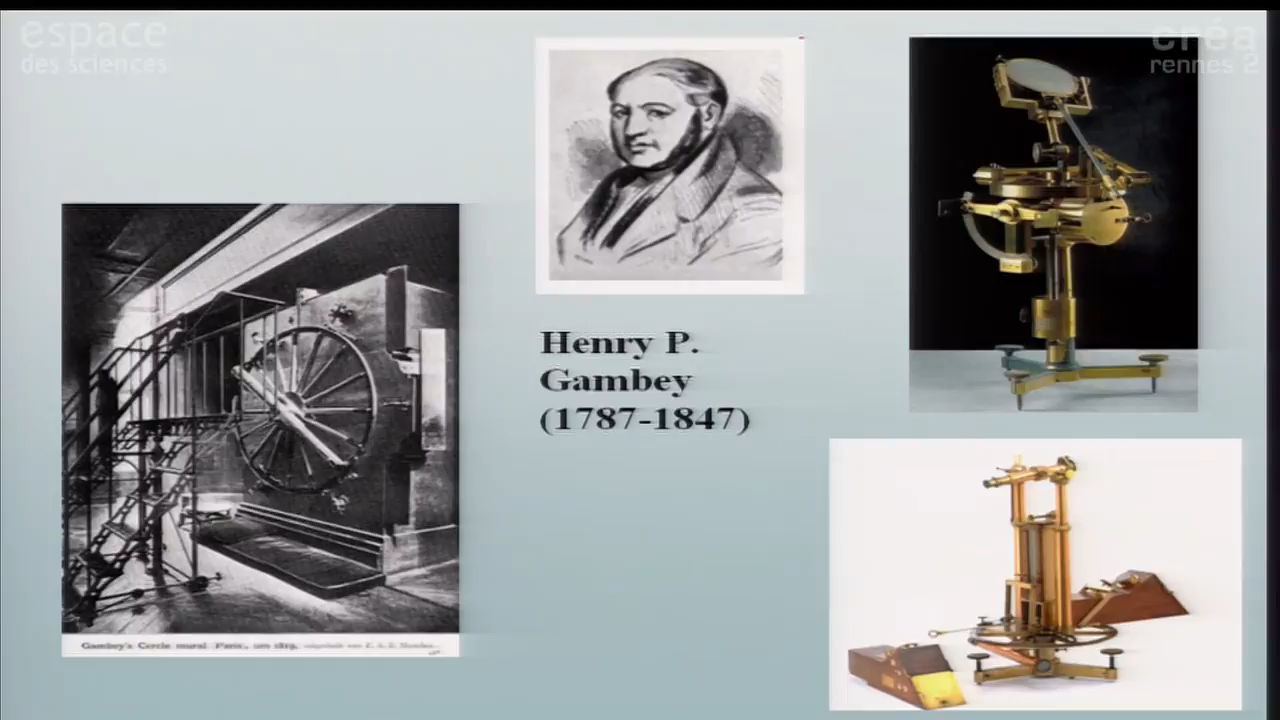 espace
des sciences
créa
rennes 2
Henry P.
Gambey
(1787-1847)
Gambey's Cercle mural Paris, um 1819,